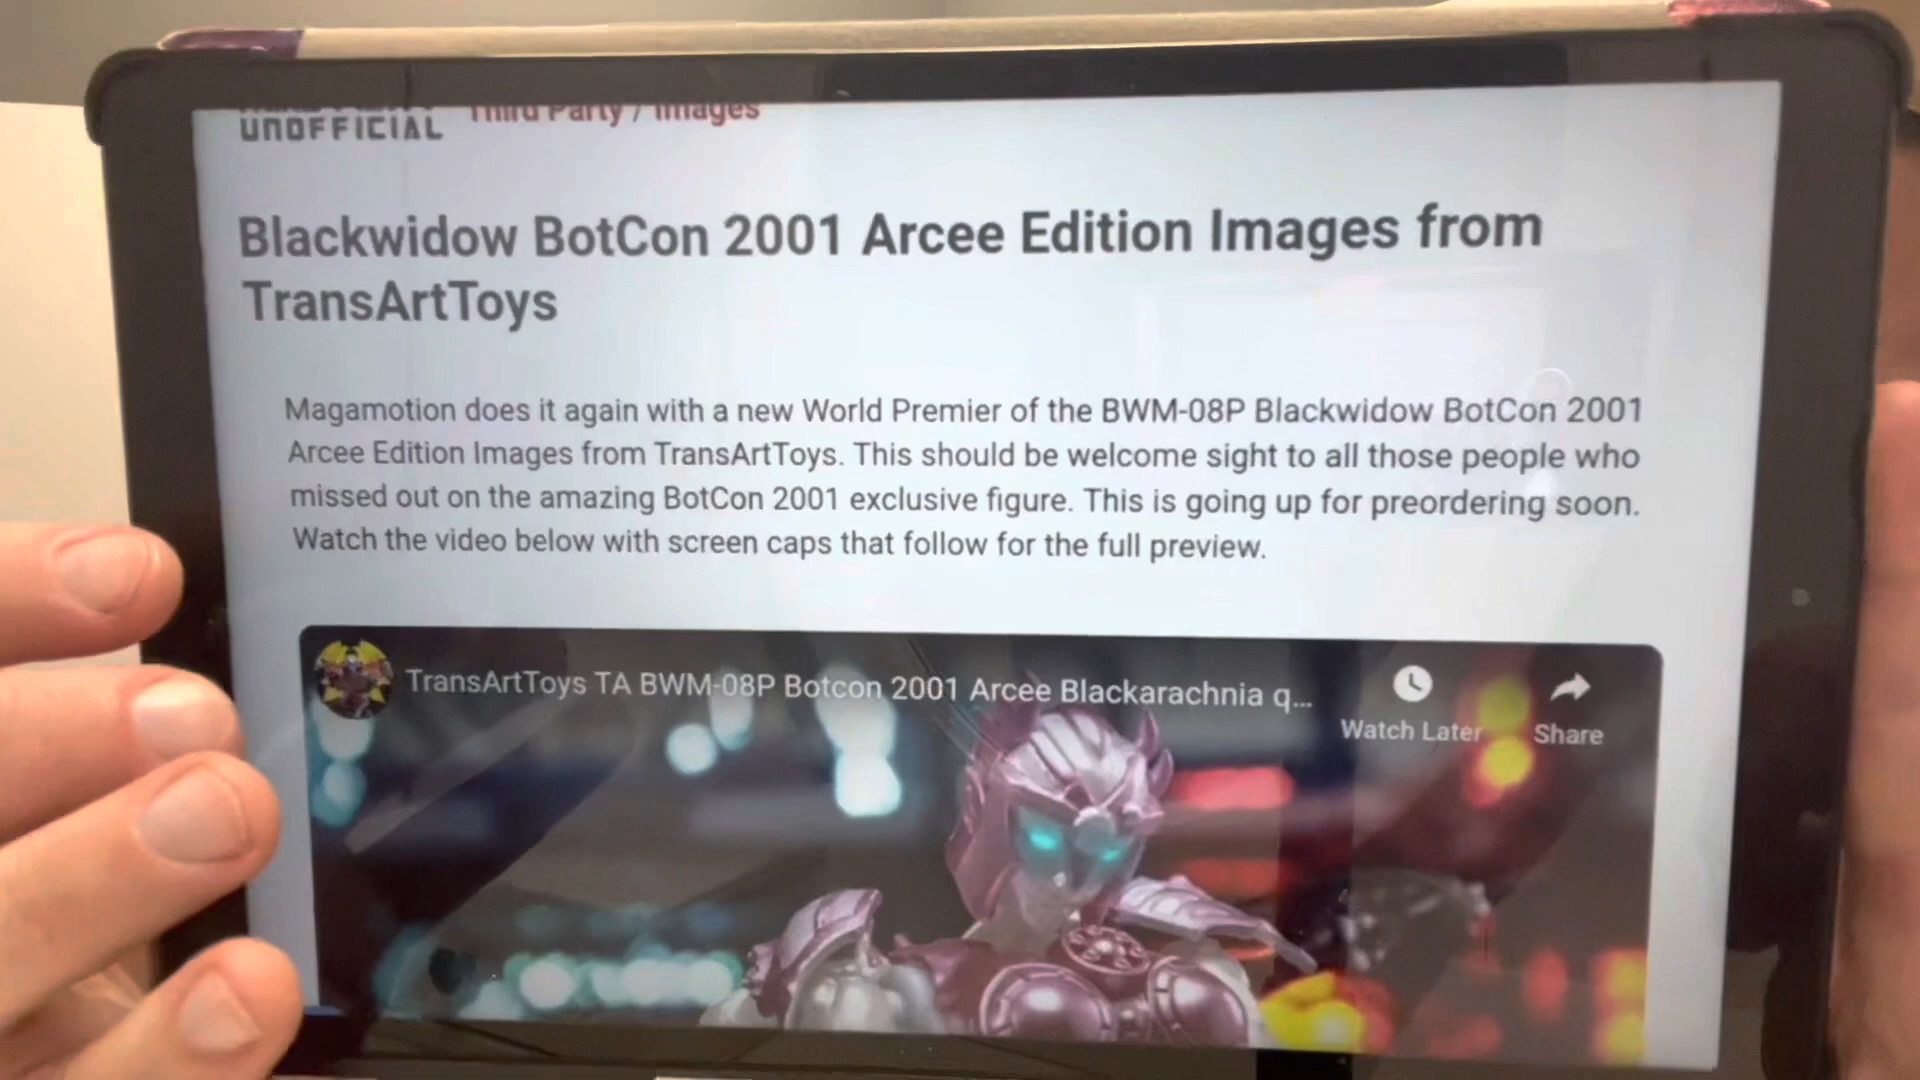 UNOFFICIAL Third Party / Images
Blackwidow BotCon 2001 Arcee Edition Images from
TransArtToys
Magamotion does it again with a new World Premier of the BWM-08P Blackwidow BotCon 2001
Arcee Edition Images from TransArtToys. This should be welcome sight to all those people who
missed out on the amazing BotCon 2001 exclusive figure. This is going up for preordering soon.
Watch the video below with screen caps that follow for the full preview.
TransArtToys TA BWM-08P Botcon 2001 Arcee Blackarachnia q...
Watch Later
Share